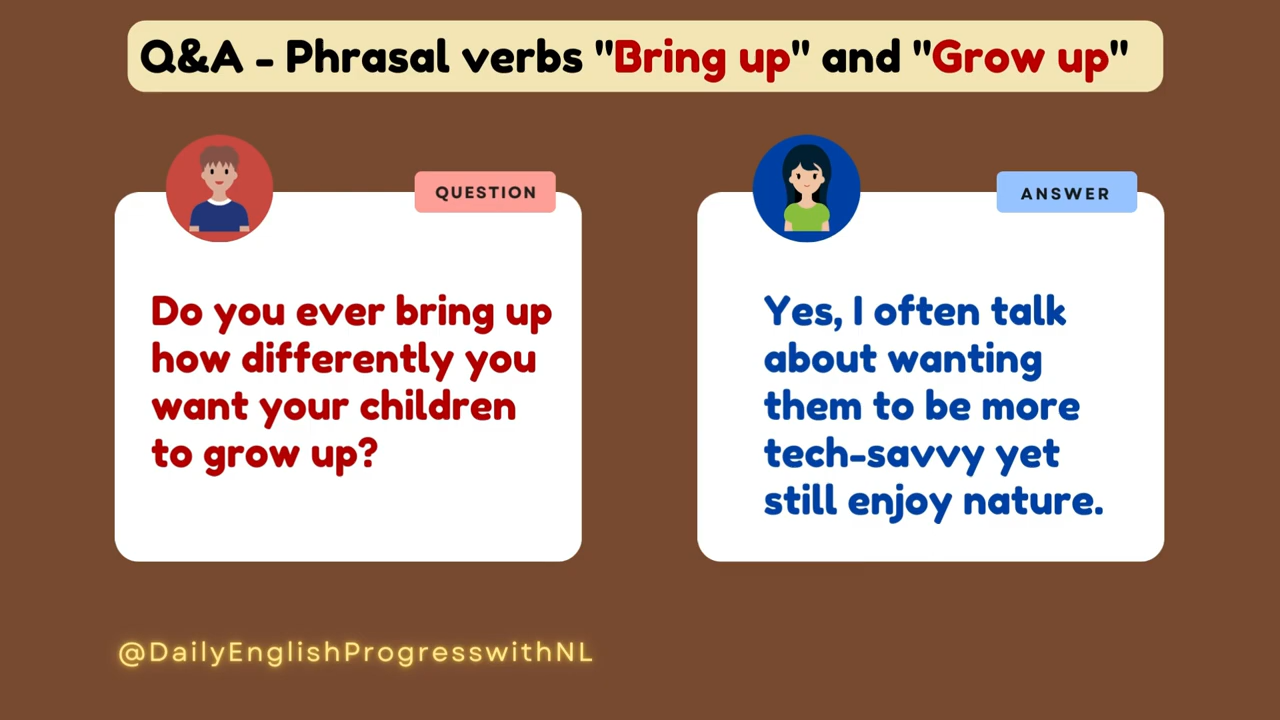 Q&A - Phrasal verbs "Bring up" and "Grow up"
QUESTION
Do you ever bring up
how differently you
want your children
to grow up?
ANSWER
Yes, I often talk
about wanting
them to be more
tech-savvy yet
still enjoy nature.
@DailyEnglishProgresswithNL